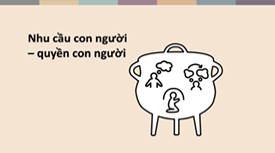 Nhu cầu con người
– quyền con người